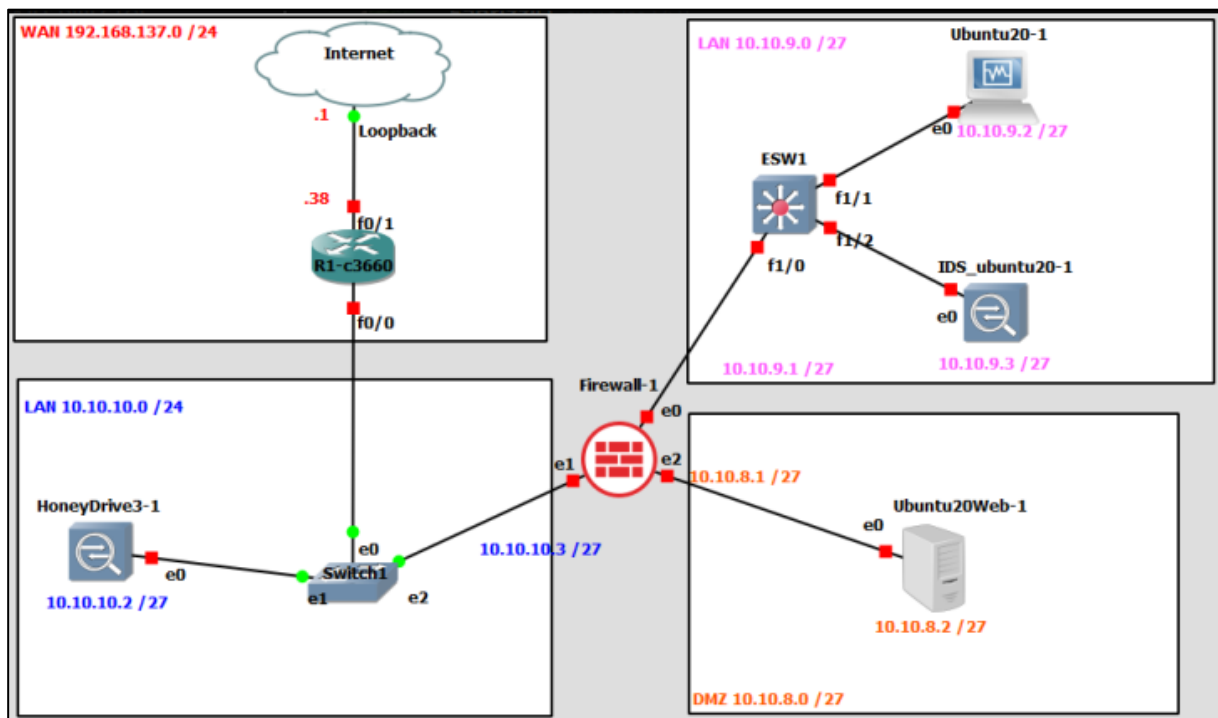 WAN 192.168.137.0 /24
Internet
.1
Loopback
.38
f0/1
R1-c3660
f0/0
LAN 10.10.9.0 /27
Ubuntu20-1
e0
10.10.9.2 /27
ESW1
f1/1
f1/2
f1/0
IDS_ubuntu20-1
e0
10.10.9.3 /27
10.10.9.1 /27
LAN 10.10.10.0 /24
HoneyDrive3-1
e0
10.10.10.2 /27
e0
Switch1
e1
e2
10.10.10.3 /27
Firewall-1
e0
e1
e2
10.10.8.1 /27
Ubuntu20Web-1
e0
10.10.8.2 /27
DMZ 10.10.8.0 /27